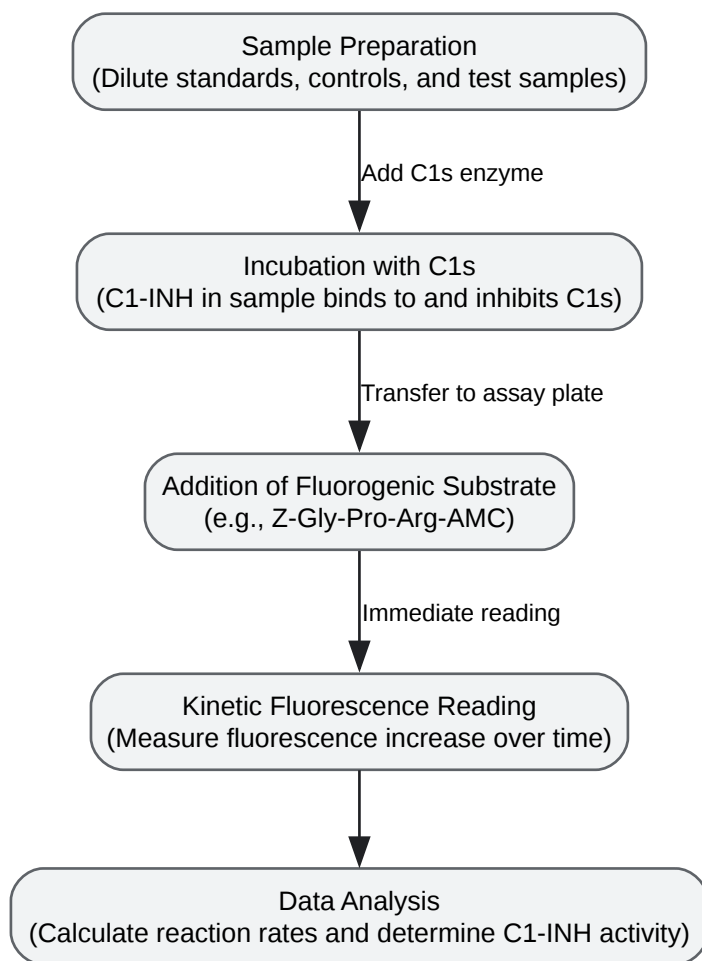 Sample Preparation
(Dilute standards, controls, and test samples)
Add C1s enzyme
Incubation with C1s
(C1-INH in sample binds to and inhibits C1s)
Transfer to assay plate
Addition of Fluorogenic Substrate
(e.g., Z-Gly-Pro-Arg-AMC)
Immediate reading
Kinetic Fluorescence Reading
(Measure fluorescence increase over time)
Data Analysis
(Calculate reaction rates and determine C1-INH activity)